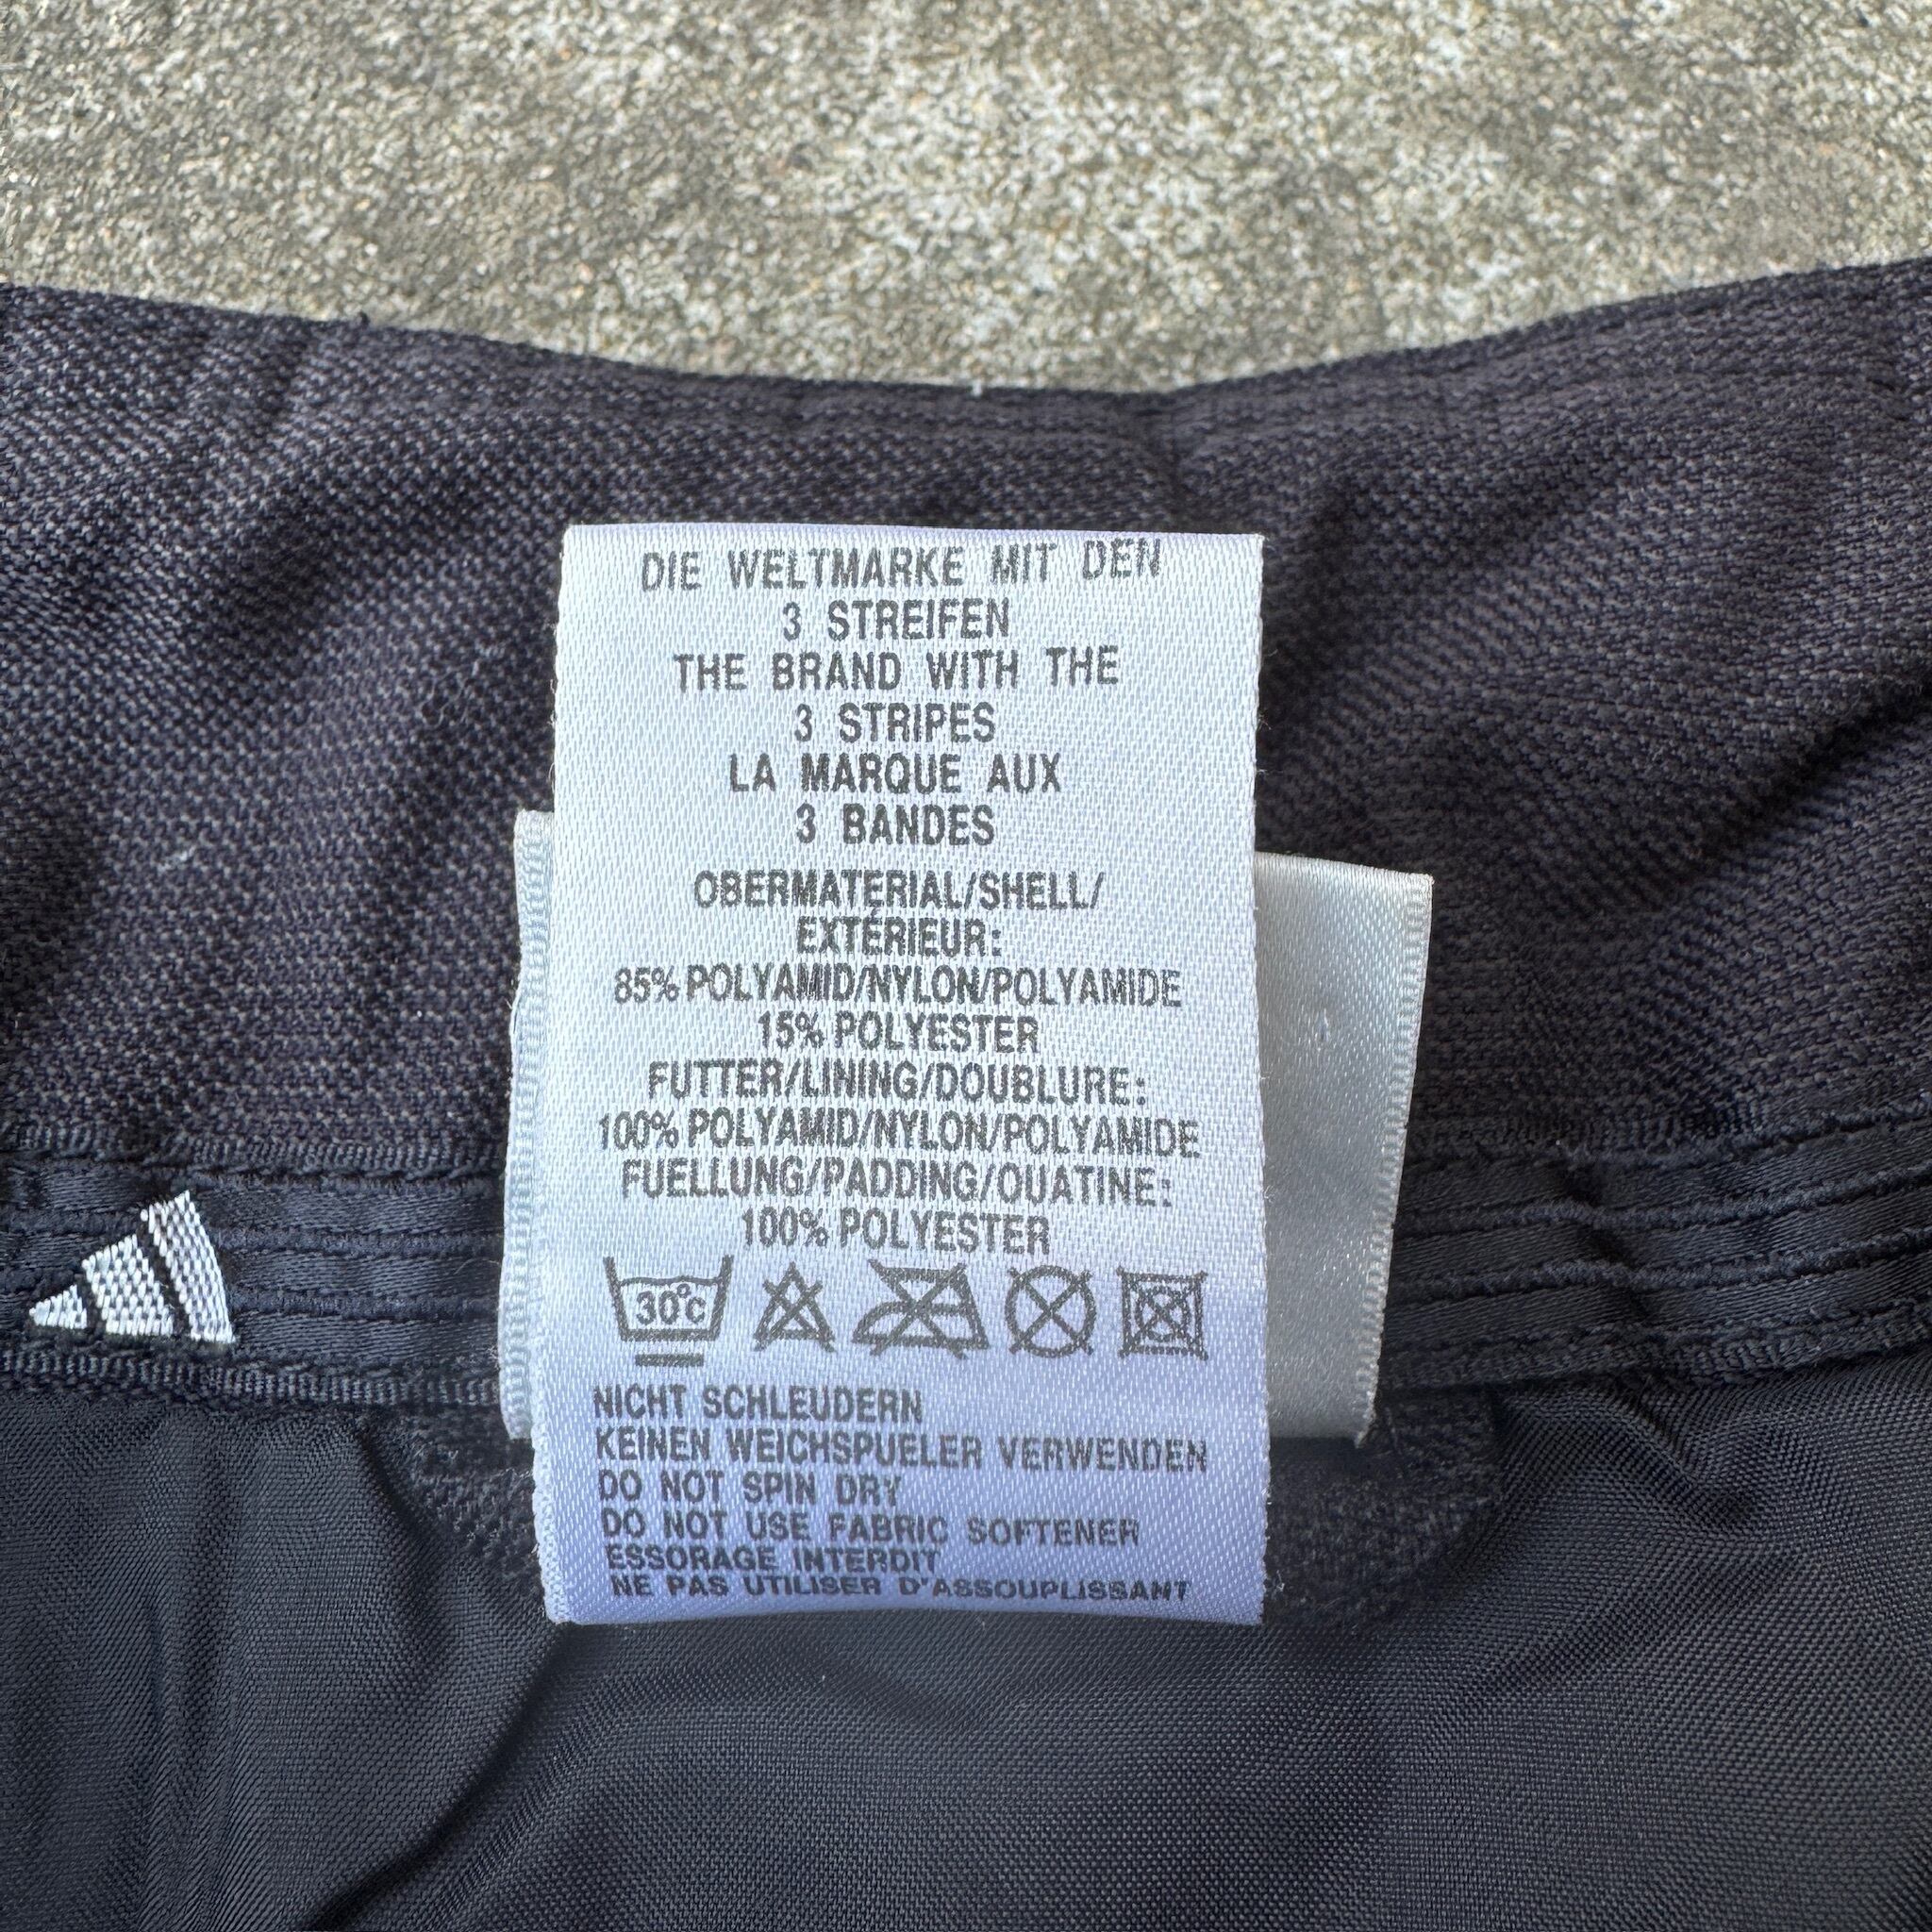 DIE WELTMARKE MIT DEN
3 STREIFEN
THE BRAND WITH THE
3 STRIPES
LA MARQUE AUX
3 BANDES
OBERMATERIAL/SHELL/
EXTÉRIEUR:
85% POLYAMID/NYLON/POLYAMIDE
15% POLYESTER
FUTTER/LINING/DOUBLURE:
100% POLYAMID/NYLON/POLYAMIDE
FUELLUNG/PADDING/OUATINE:
100% POLYESTER
30°C
NICHT SCHLEUDERN
KEINEN WEICHSPUELER VERWENDEN
DO NOT SPIN DRY
DO NOT USE FABRIC SOFTENER
ESSORAGE INTERDIT
NE PAS UTILISER D'ASSOUPLISSANT